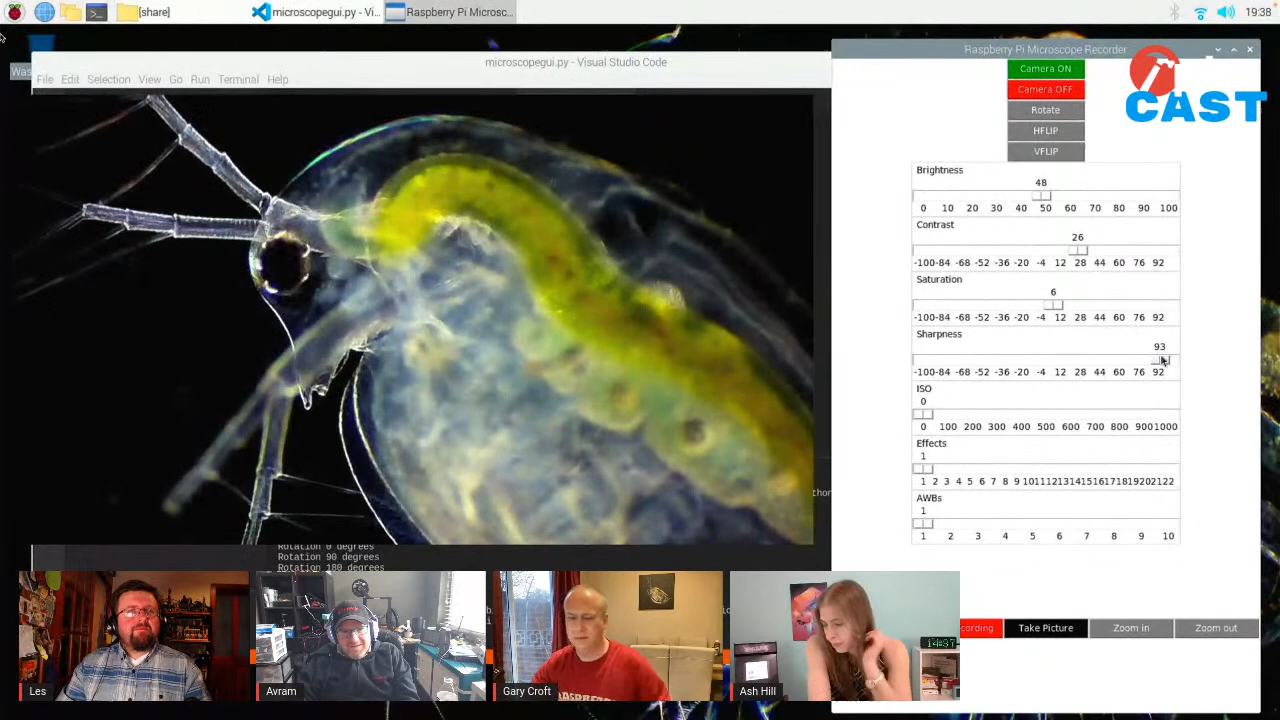 [share]
microscopegui.py - Vi...
Raspberry Pi Microsc...
19:38
Was
microscopegui.py - Visual Studio Code
File Edit Selection View Go Run Terminal Help
Raspberry Pi Microscope Recorder
CAST
Camera ON
Camera OFF
Rotate
HFLIP
VFLIP
Brightness
48
0 10 20 30 40 50 60 70 80 90 100
Contrast
26
-100-84 -68 -52 -36 -20 -4 12 28 44 60 76 92
Saturation
6
-100-84 -68 -52 -36 -20 -4 12 28 44 60 76 92
Sharpness
93
-100-84 -68 -52 -36 -20 -4 12 28 44 60 76 92
ISO
0
0 100 200 300 400 500 600 700 800 9001000
Effects
1
1 2 3 4 5 6 7 8 9 10111213141516171819202122
AWBs
1
1 2 3 4 5 6 7 8 9 10
Rotation 0 degrees
Rotation 90 degrees
Rotation 180 degrees
cording
Take Picture
Zoom in
Zoom out
14:37
Les
Avram
Gary Croft
Ash Hill